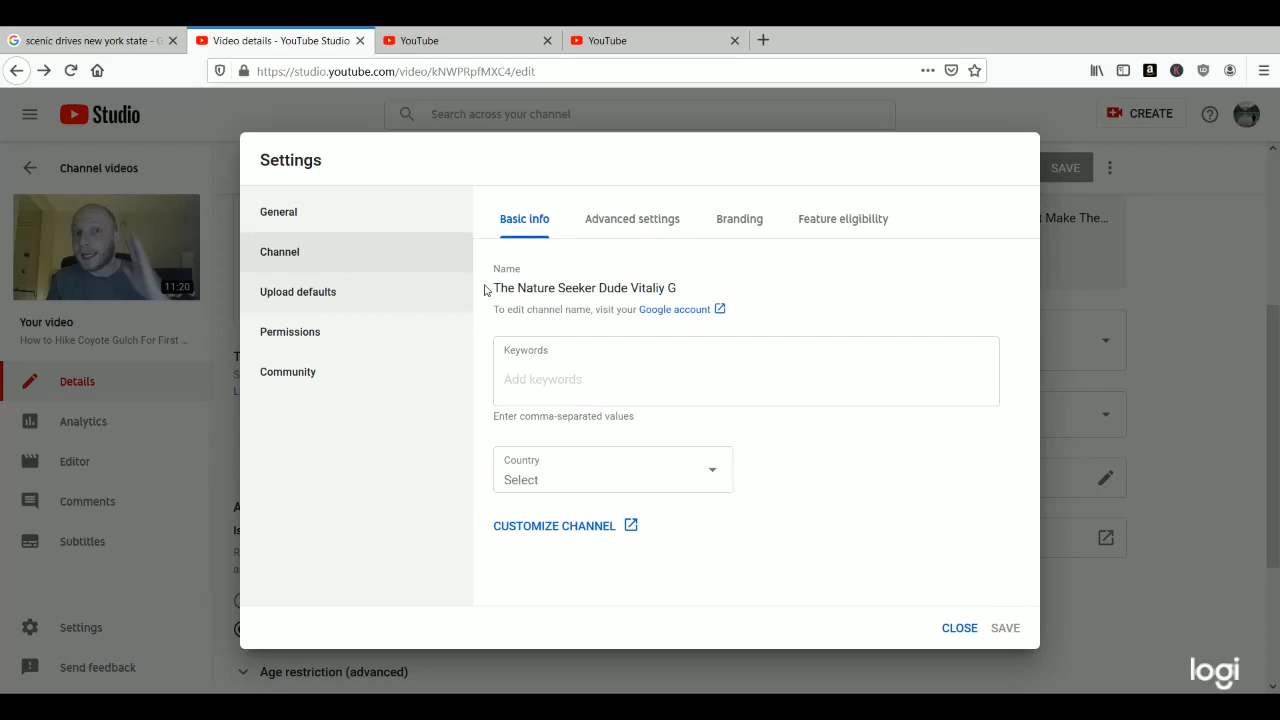 scenic drives new york state - G
Video details - YouTube Studio
YouTube
YouTube
https://studio.youtube.com/video/kNWPRpfMXC4/edit
Studio
Search across your channel
CREATE
Channel videos
SAVE
11:20
Your video
How to Hike Coyote Gulch For First ...
Details
Analytics
Editor
Comments
Subtitles
Settings
Send feedback
t Make The...
Settings
General
Channel
Upload defaults
Permissions
Community
Basic info
Advanced settings
Branding
Feature eligibility
Name
The Nature Seeker Dude Vitaliy G
To edit channel name, visit your Google account
Keywords
Add keywords
Enter comma-separated values
Country
Select
CUSTOMIZE CHANNEL
CLOSE
SAVE
Age restriction (advanced)
logi